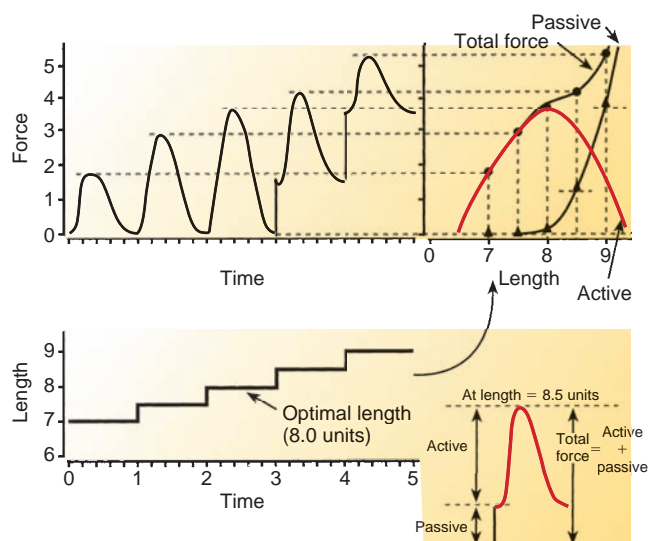 Passive
Total force
5
4
3
2
1
0
Force
Time
0
7
8
9
Length
Active
9
8
7
6
Length
Optimal length
(8.0 units)
0
1
2
3
4
5
Time
At length = 8.5 units
Active
Passive
Total
force
=
Active
+
passive